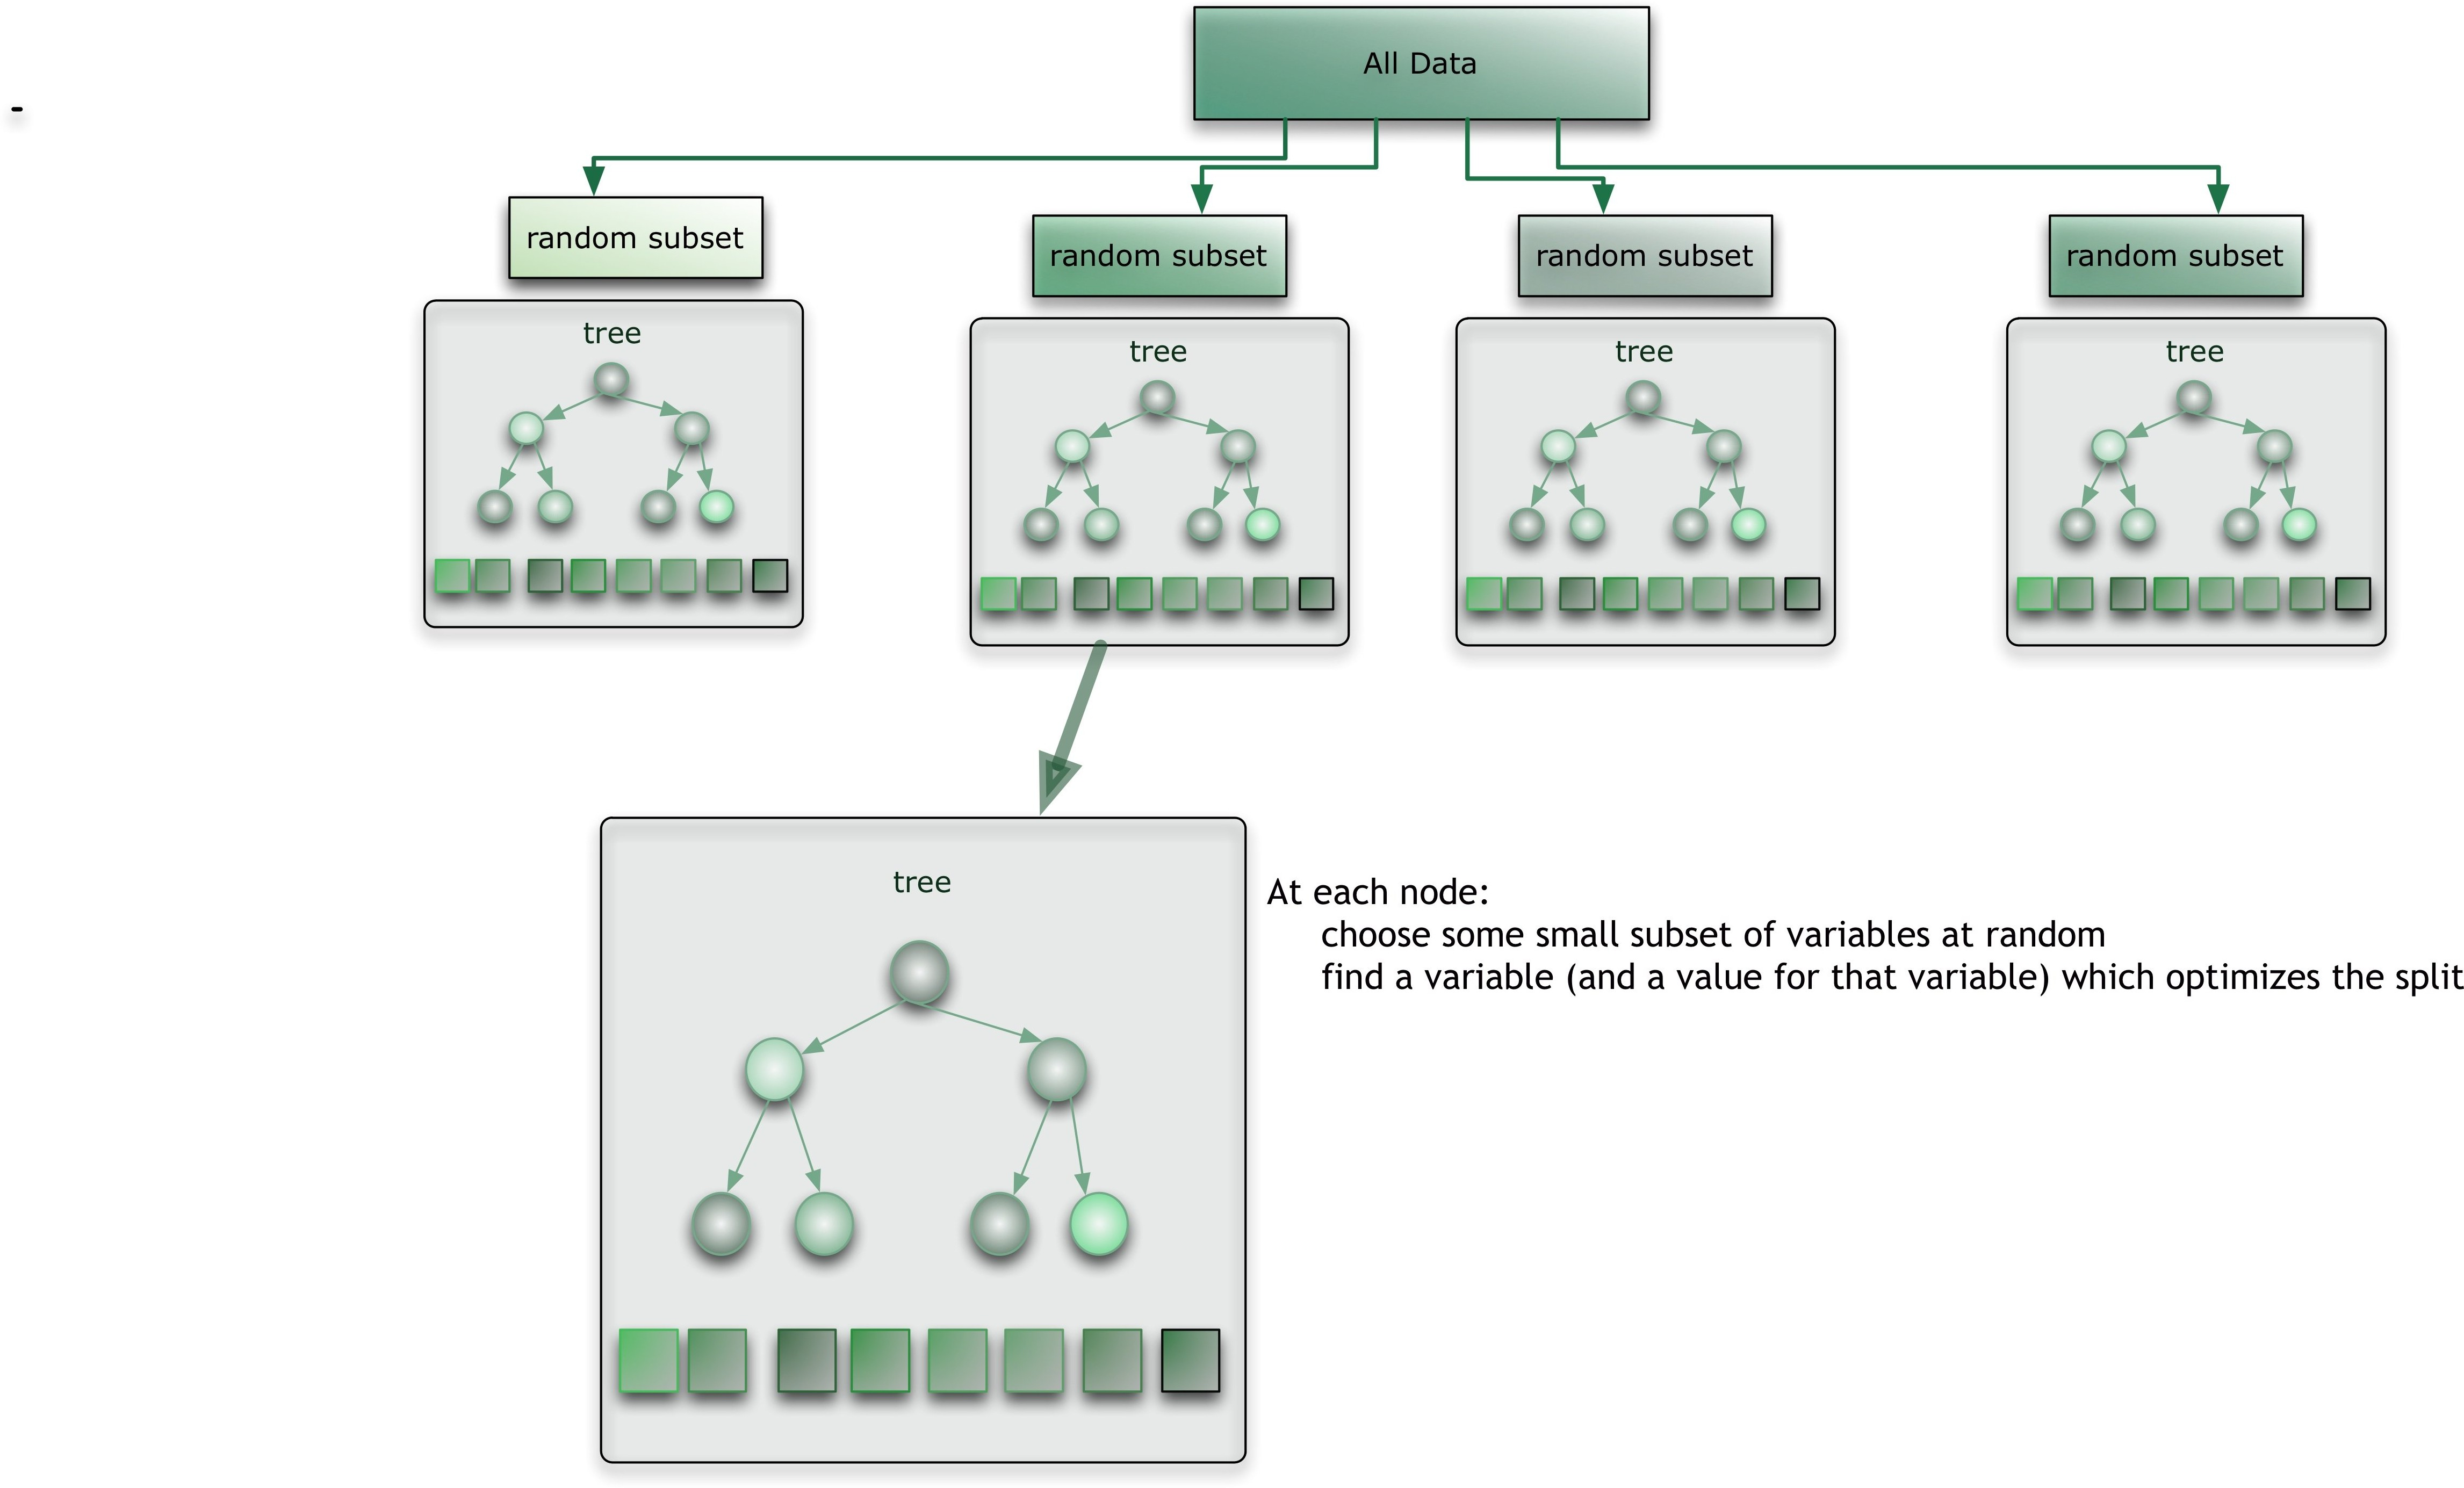 All Data
-
random subset
random subset
random subset
random subset
tree
tree
tree
tree
tree
At each node:
choose some small subset of variables at random
find a variable (and a value for that variable) which optimizes the split